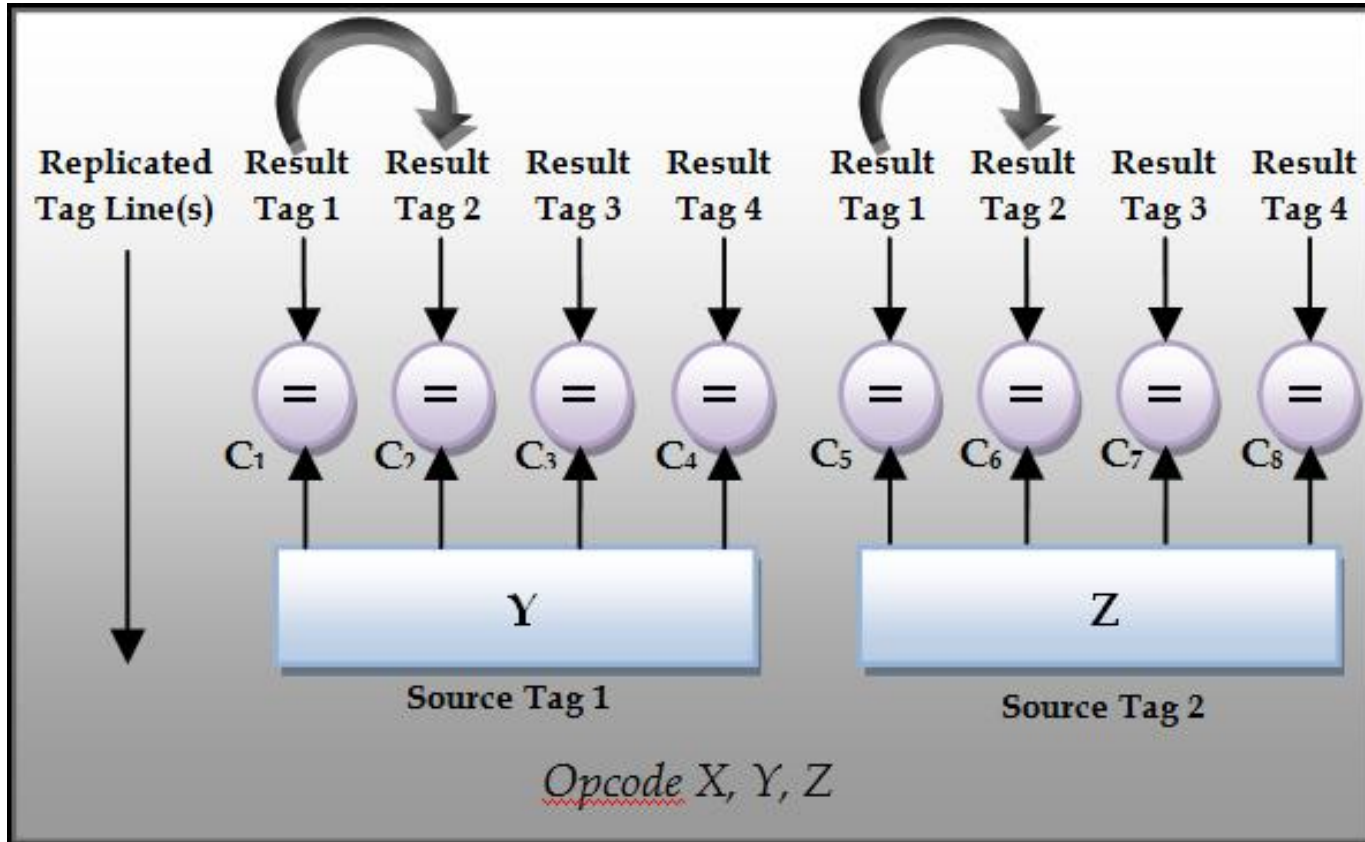 Replicated Result Result Result Result Result Result Result Result
Tag Line(s) Tag 1 Tag 2 Tag 3 Tag 4 Tag 1 Tag 2 Tag 3 Tag 4
= = = = = = = =
C₁ C₂ C₃ C₄ C₅ C₆ C₇ C₈
Y Z
Source Tag 1 Source Tag 2
Opcode X, Y, Z